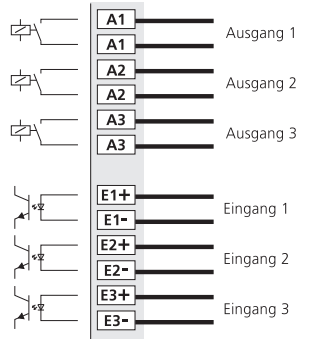 A1
Ausgang 1
A1
A2
Ausgang 2
A2
A3
Ausgang 3
A3
E1+
Eingang 1
E1-
E2+
Eingang 2
E2-
E3+
Eingang 3
E3-